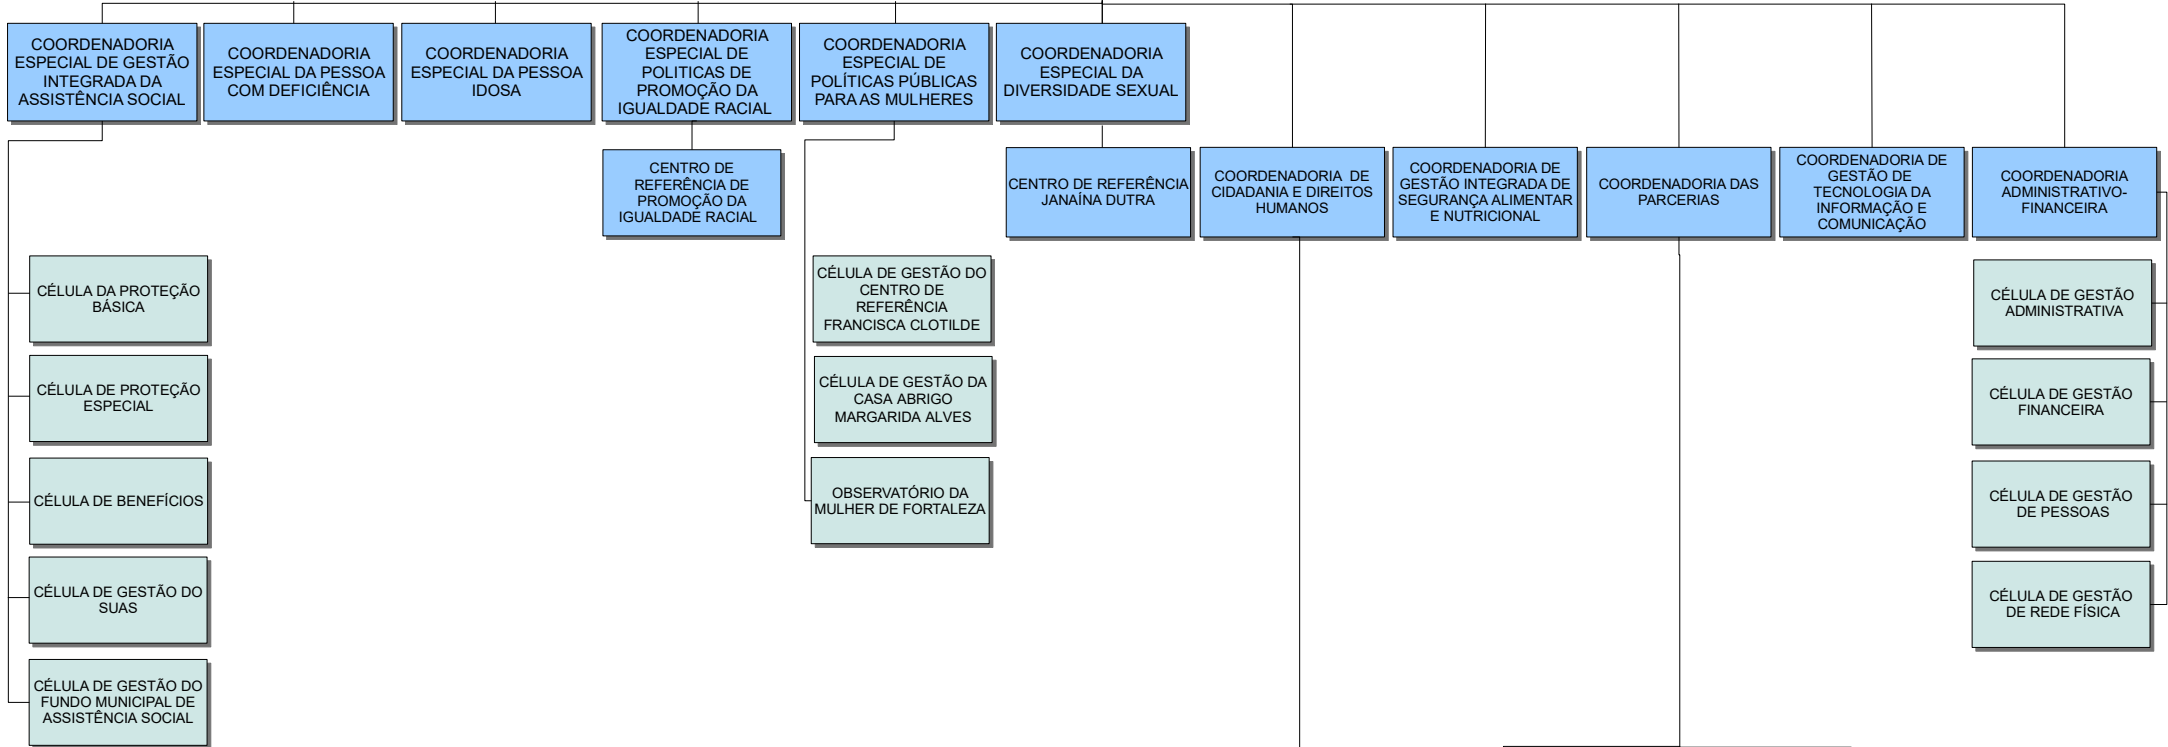 COORDENADORIA
ESPECIAL DE GESTÃO
INTEGRADA DA
ASSISTÊNCIA SOCIAL
COORDENADORIA
ESPECIAL DA PESSOA
COM DEFICIÊNCIA
COORDENADORIA
ESPECIAL DA PESSOA
IDOSA
COORDENADORIA
ESPECIAL DE
POLITICAS DE
PROMOÇÃO DA
IGUALDADE RACIAL
COORDENADORIA
ESPECIAL DE
POLÍTICAS PÚBLICAS
PARA AS MULHERES
COORDENADORIA
ESPECIAL DA
DIVERSIDADE SEXUAL
CENTRO DE
REFERÊNCIA DE
PROMOÇÃO DA
IGUALDADE RACIAL
CENTRO DE REFERÊNCIA
JANAÍNA DUTRA
COORDENADORIA DE
CIDADANIA E DIREITOS
HUMANOS
COORDENADORIA DE
GESTÃO INTEGRADA DE
SEGURANÇA ALIMENTAR
E NUTRICIONAL
COORDENADORIA DAS
PARCERIAS
COORDENADORIA DE
GESTÃO DE
TECNOLOGIA DA
INFORMAÇÃO E
COMUNICAÇÃO
COORDENADORIA
ADMINISTRATIVO-
FINANCEIRA
CÉLULA DA PROTEÇÃO
BÁSICA
CÉLULA DE PROTEÇÃO
ESPECIAL
CÉLULA DE BENEFÍCIOS
CÉLULA DE GESTÃO DO
SUAS
CÉLULA DE GESTÃO DO
FUNDO MUNICIPAL DE
ASSISTÊNCIA SOCIAL
CÉLULA DE GESTÃO DO
CENTRO DE
REFERÊNCIA
FRANCISCA CLOTILDE
CÉLULA DE GESTÃO DA
CASA ABRIGO
MARGARIDA ALVES
OBSERVATÓRIO DA
MULHER DE FORTALEZA
CÉLULA DE GESTÃO
ADMINISTRATIVA
CÉLULA DE GESTÃO
FINANCEIRA
CÉLULA DE GESTÃO
DE PESSOAS
CÉLULA DE GESTÃO
DE REDE FÍSICA